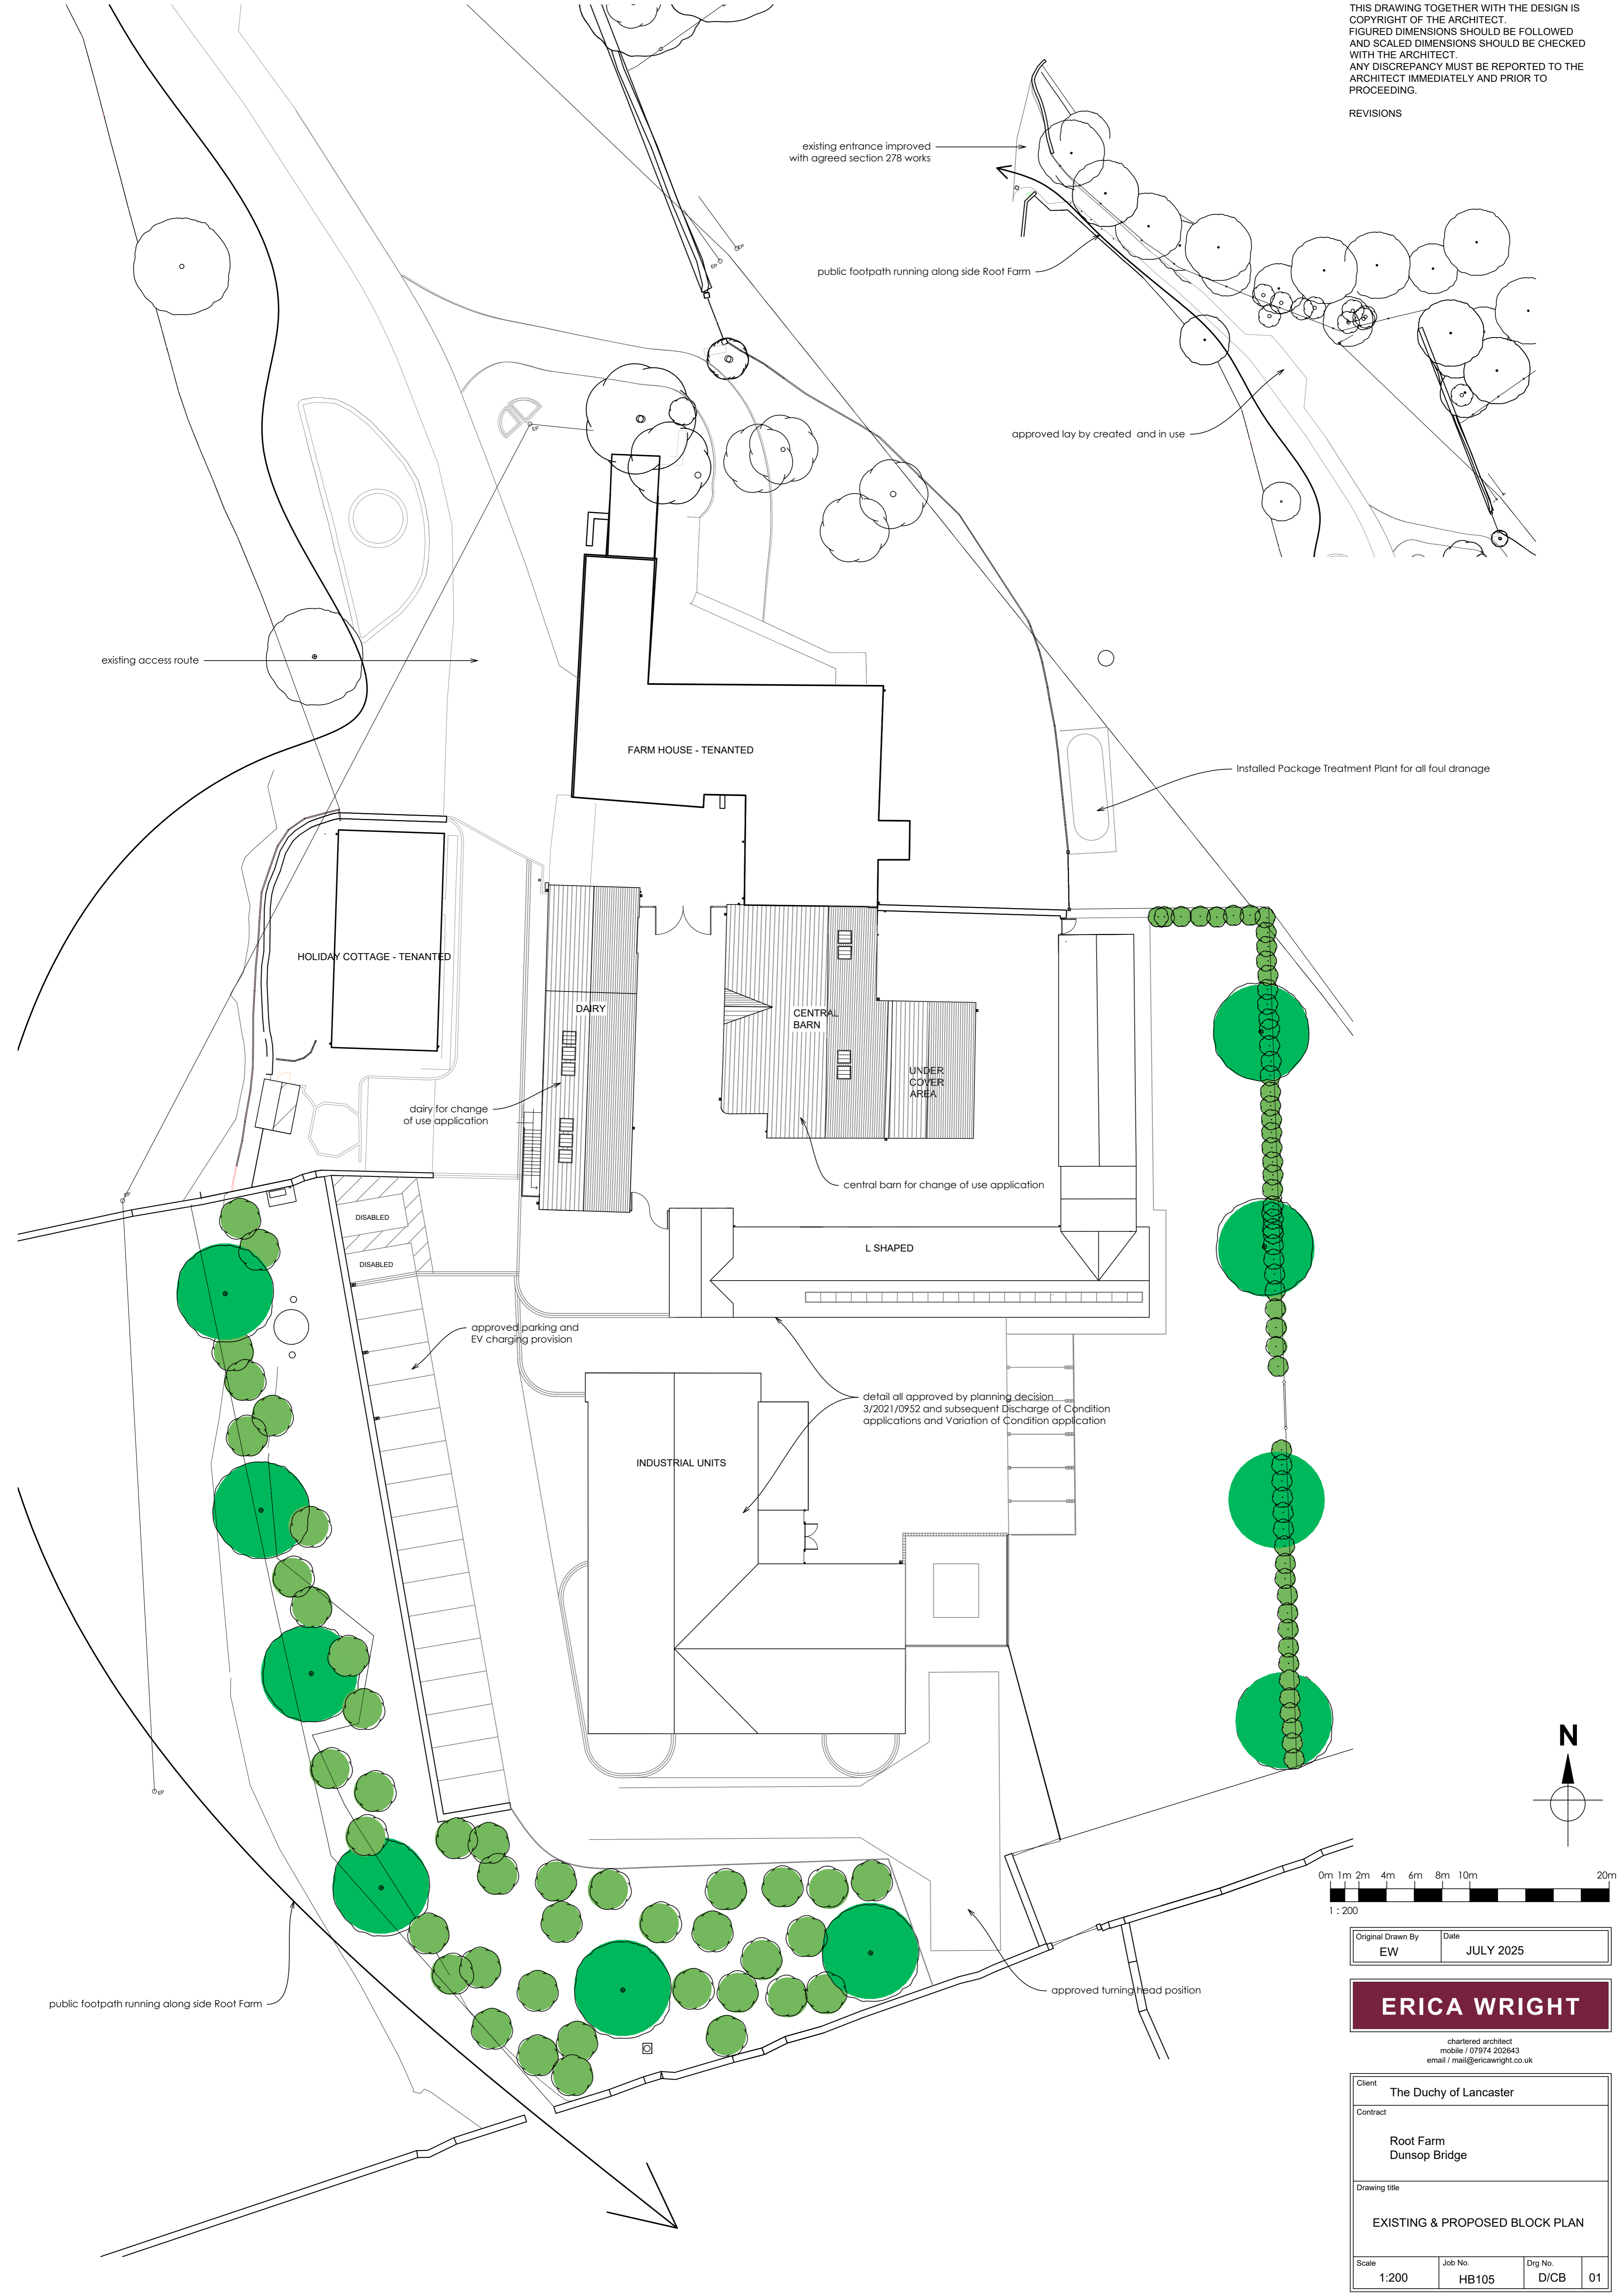 THIS DRAWING TOGETHER WITH THE DESIGN IS
COPYRIGHT OF THE ARCHITECT.
FIGURED DIMENSIONS SHOULD BE FOLLOWED
AND SCALED DIMENSIONS SHOULD BE CHECKED
WITH THE ARCHITECT.
ANY DISCREPANCY MUST BE REPORTED TO THE
ARCHITECT IMMEDIATELY AND PRIOR TO
PROCEEDING.
REVISIONS
existing entrance improved
with agreed section 278 works
public footpath running along side Root Farm
approved lay by created and in use
EP
EP
EP
existing access route
FARM HOUSE - TENANTED
Installed Package Treatment Plant for all foul dranage
HOLIDAY COTTAGE - TENANTED
DAIRY
CENTRAL
BARN
UNDER
COVER
AREA
dairy for change
of use application
central barn for change of use application
EP
DISABLED
DISABLED
L SHAPED
approved parking and
EV charging provision
detail all approved by planning decision
3/2021/0952 and subsequent Discharge of Condition
applications and Variation of Condition application
INDUSTRIAL UNITS
EP
N
0m 1m 2m 4m 6m 8m 10m 20m
1 : 200
public footpath running along side Root Farm
approved turning head position
Original Drawn By
EW
Date
JULY 2025
ERICA WRIGHT
chartered architect
mobile / 07974 202643
email / mail@ericawright.co.uk
Client
The Duchy of Lancaster
Contract
Root Farm
Dunsop Bridge
Drawing title
EXISTING & PROPOSED BLOCK PLAN
Scale
1:200
Job No.
HB105
Drg No.
D/CB
01